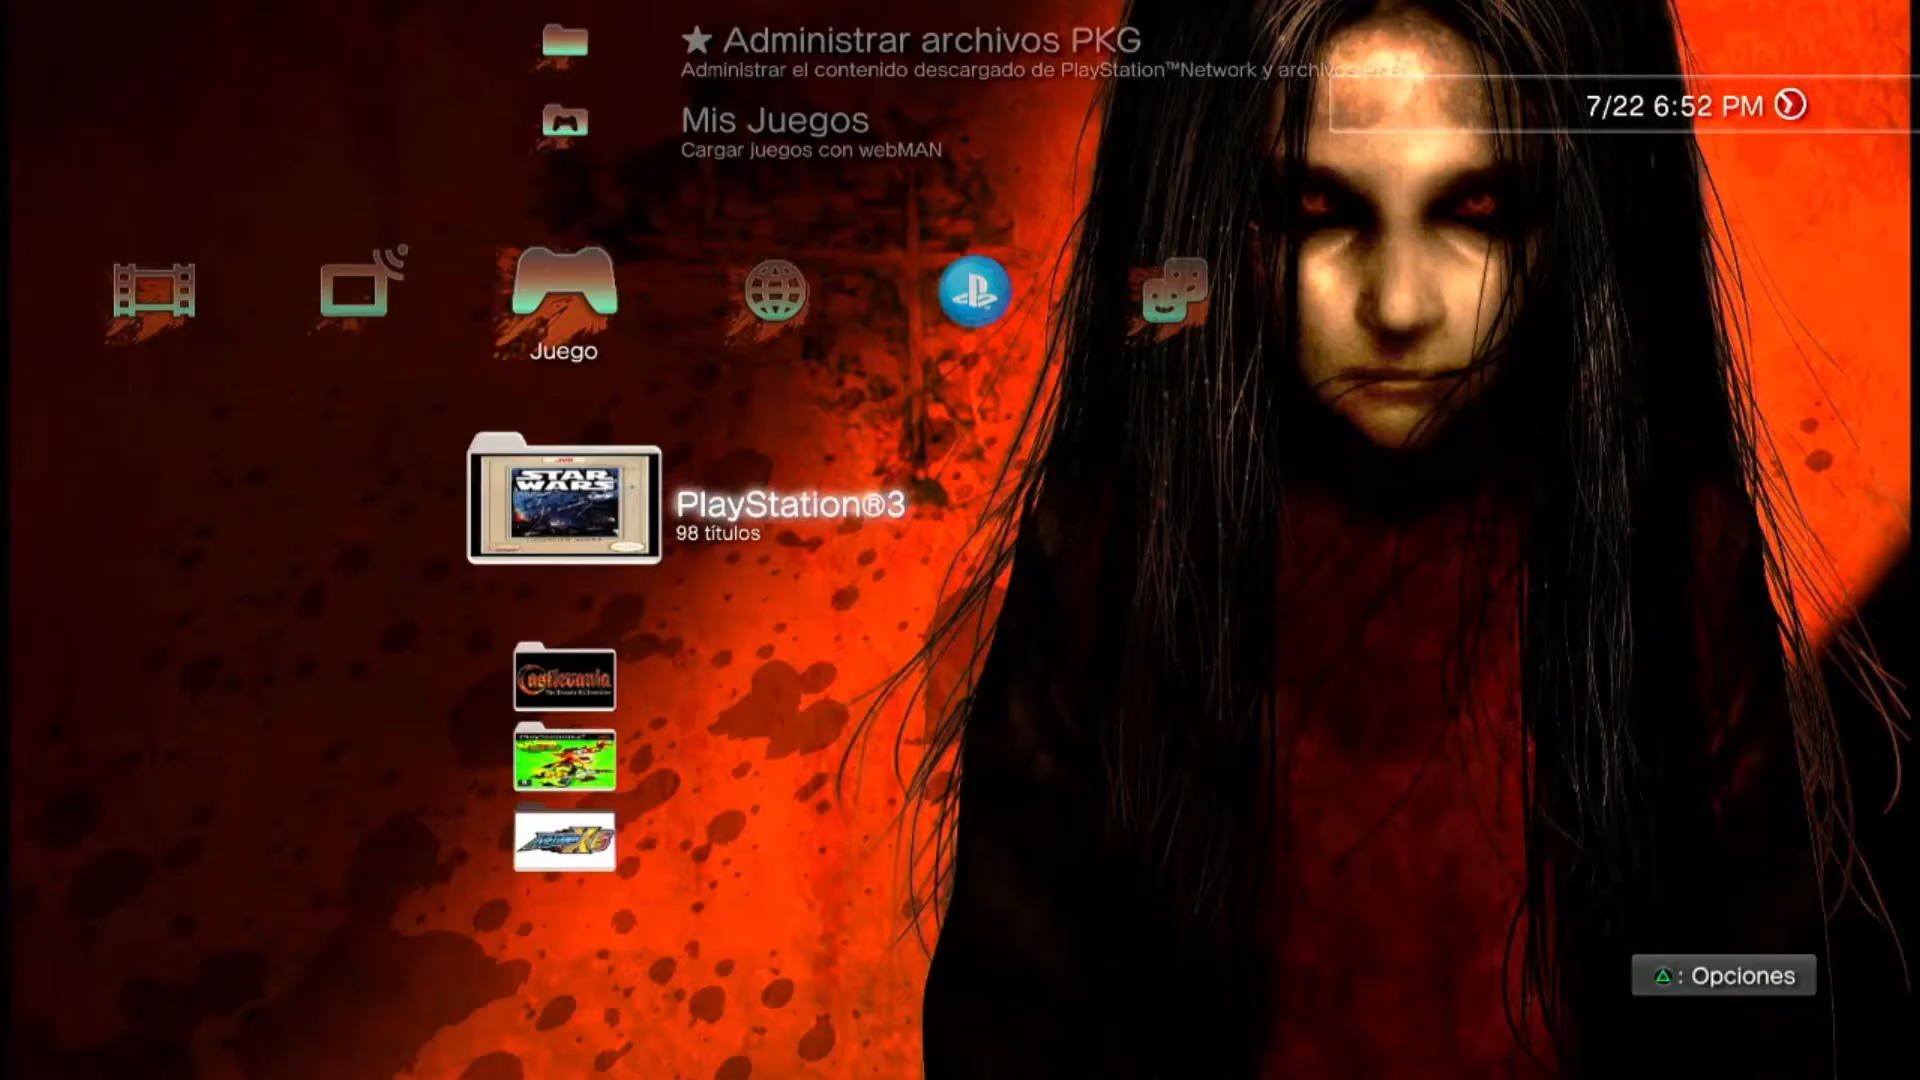 ★ Administrar archivos PKG
Administrar el contenido descargado de PlayStation™Network y archivos PKG
Mis Juegos
Cargar juegos con webMAN
7/22 6:52 PM
Juego
STAR
WARS
PlayStation®3
98 títulos
Castlevania
: Opciones